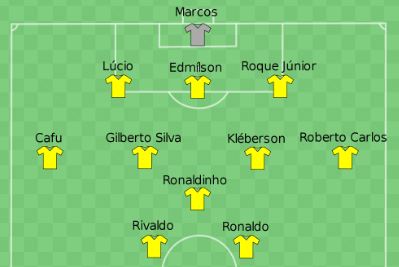 Marcos
Lúcio Edmílson Roque Júnior
Cafu Gilberto Silva Kléberson Roberto Carlos
Ronaldinho
Rivaldo Ronaldo